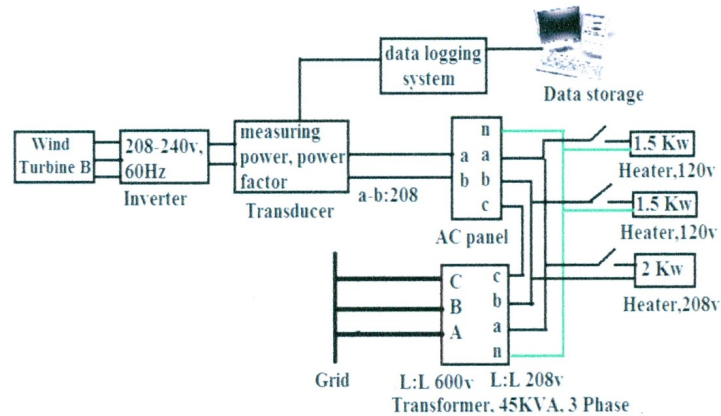 data logging
system
Data storage
Wind
Turbine B
208-240v,
60Hz
Inverter
measuring
power, power
factor
Transducer
a-b:208
a
b
n
a
b
c
AC panel
1.5 Kw
Heater,120v
1.5 Kw
Heater,120v
2 Kw
Heater,208v
C
B
A
c
b
a
n
Grid
L:L 600v
L:L 208v
Transformer, 45KVA, 3 Phase